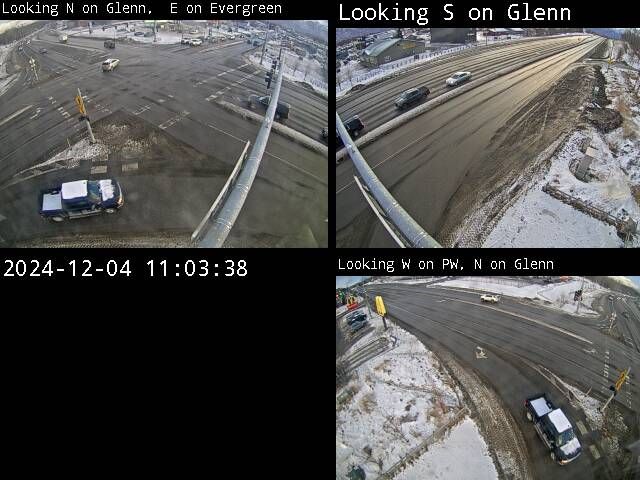 Looking N on Glenn,  E on Evergreen
Looking S on Glenn
2024-12-04 11:03:38
Looking W on PW, N on Glenn